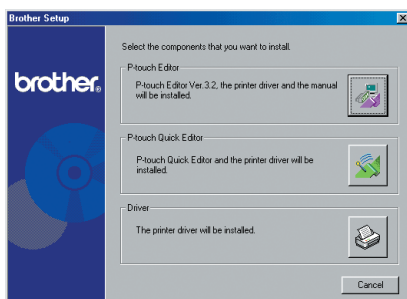 Brother Setup
Select the components that you want to install.
brother®
P-touch Editor
P-touch Editor Ver.3.2, the printer driver and the manual
will be installed.
P-touch Quick Editor
P-touch Quick Editor and the printer driver will be
installed.
Driver
The printer driver will be installed.
Cancel